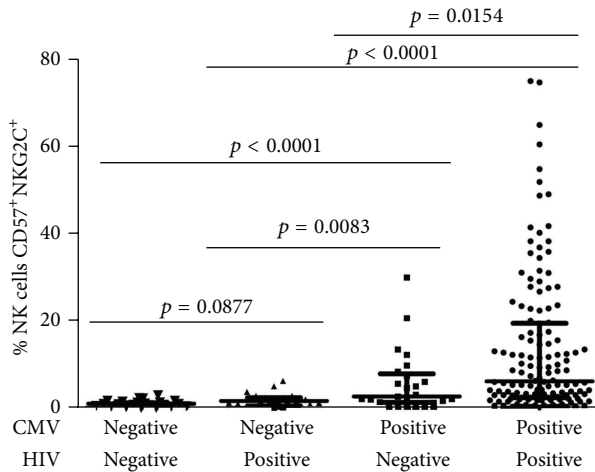 p = 0.0154
p < 0.0001
80
60
p < 0.0001
40
p = 0.0083
20
p = 0.0877
0
% NK cells CD57⁺NKG2C⁺
CMV Negative Negative Positive Positive
HIV Negative Positive Negative Positive